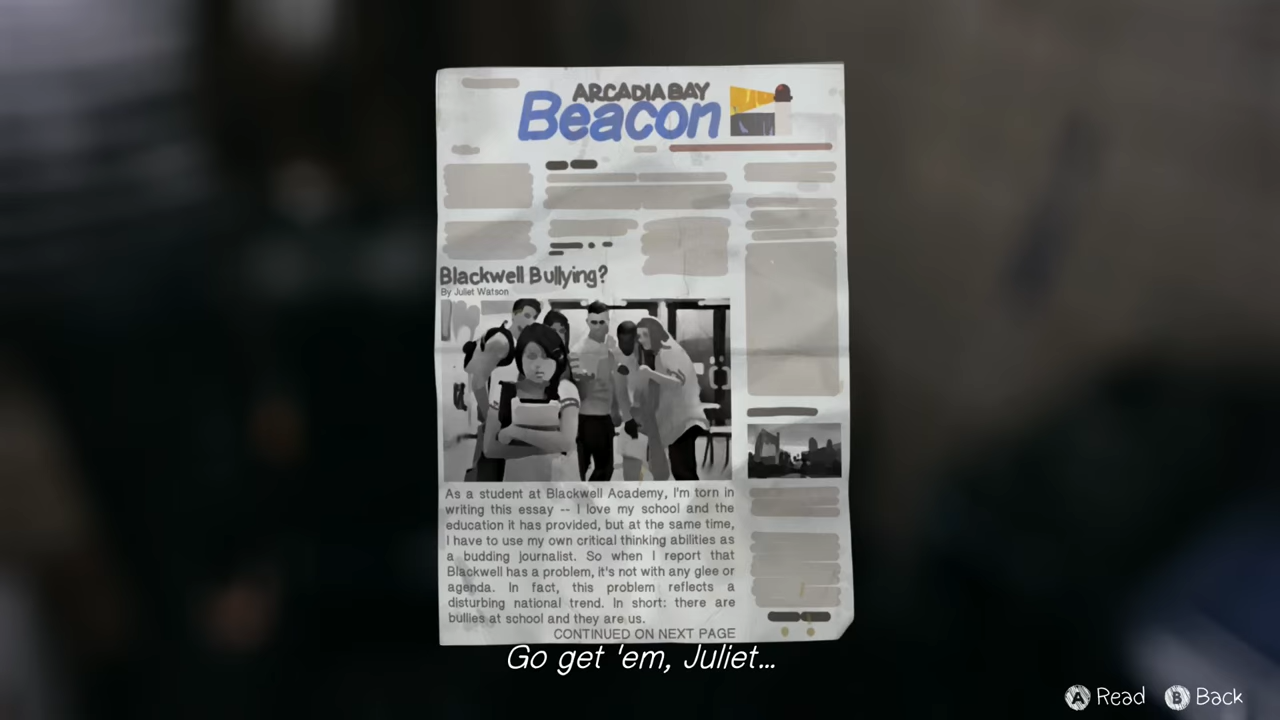 ARCADIA BAY
Beacon
Blackwell Bullying?
By Juliet Watson
As a student at Blackwell Academy, I'm torn in
writing this essay -- I love my school and the
education it has provided, but at the same time,
I have to use my own critical thinking abilities as
a budding journalist. So when I report that
Blackwell has a problem, it's not with any glee or
agenda. In fact, this problem reflects a
disturbing national trend. In short: there are
bullies at school and they are us.
CONTINUED ON NEXT PAGE
Go get 'em, Juliet...
A Read B Back